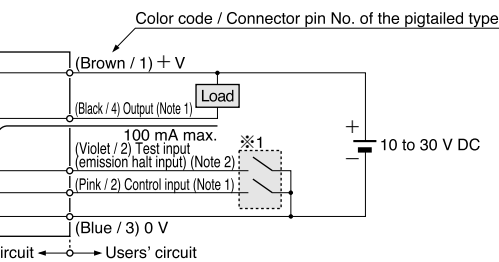 Color code / Connector pin No. of the pigtailed type
(Brown / 1) + V
(Black / 4) Output (Note 1)
Load
100 mA max.
※1
(Violet / 2) Test input
(emission halt input) (Note 2)
(Pink / 2) Control input (Note 1)
+
10 to 30 V DC
−
(Blue / 3) 0 V
ircuit
Users' circuit